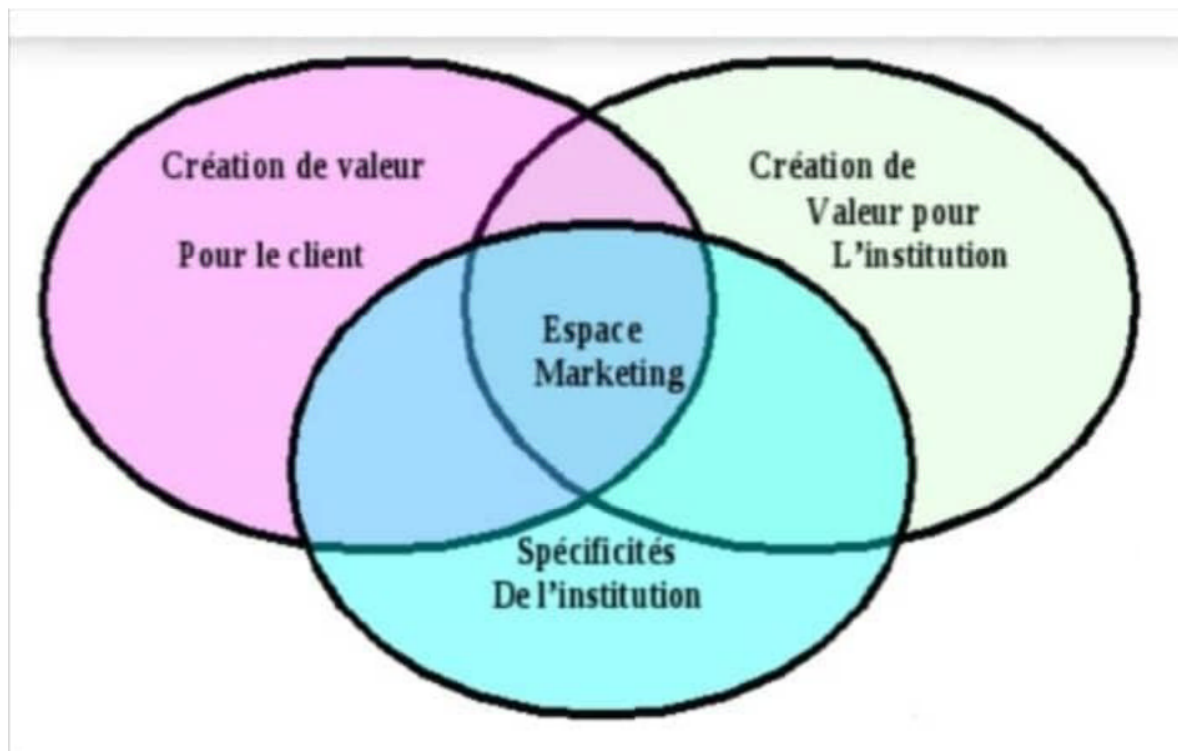 Création de valeur
Pour le client
Création de
Valeur pour
L'institution
Espace
Marketing
Spécificités
De l'institution